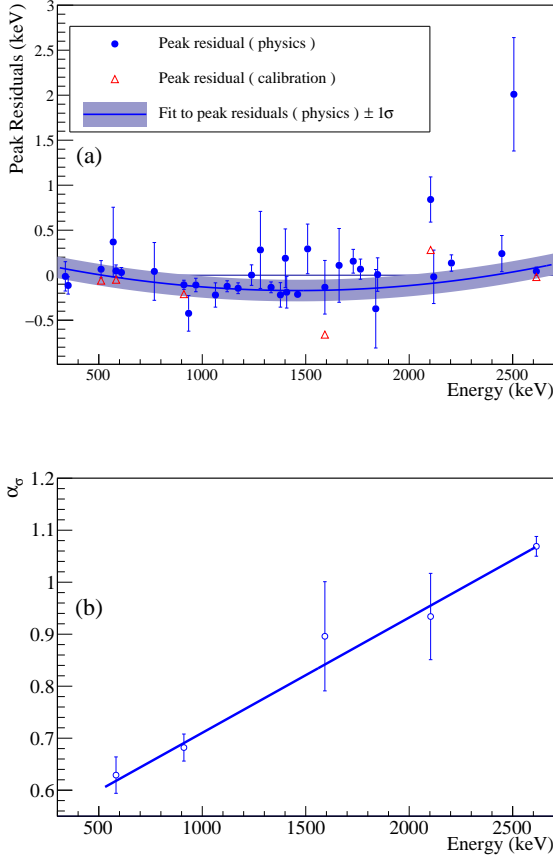 Peak Residuals (keV)
3
2.5
2
1.5
1
0.5
0
−0.5
Peak residual ( physics )
Peak residual ( calibration )
Fit to peak residuals ( physics ) ± 1σ
(a)
500 1000 1500 2000 2500
Energy (keV)
α_σ
1.2
1.1
1
0.9
0.8
0.7
0.6
(b)
500 1000 1500 2000 2500
Energy (keV)